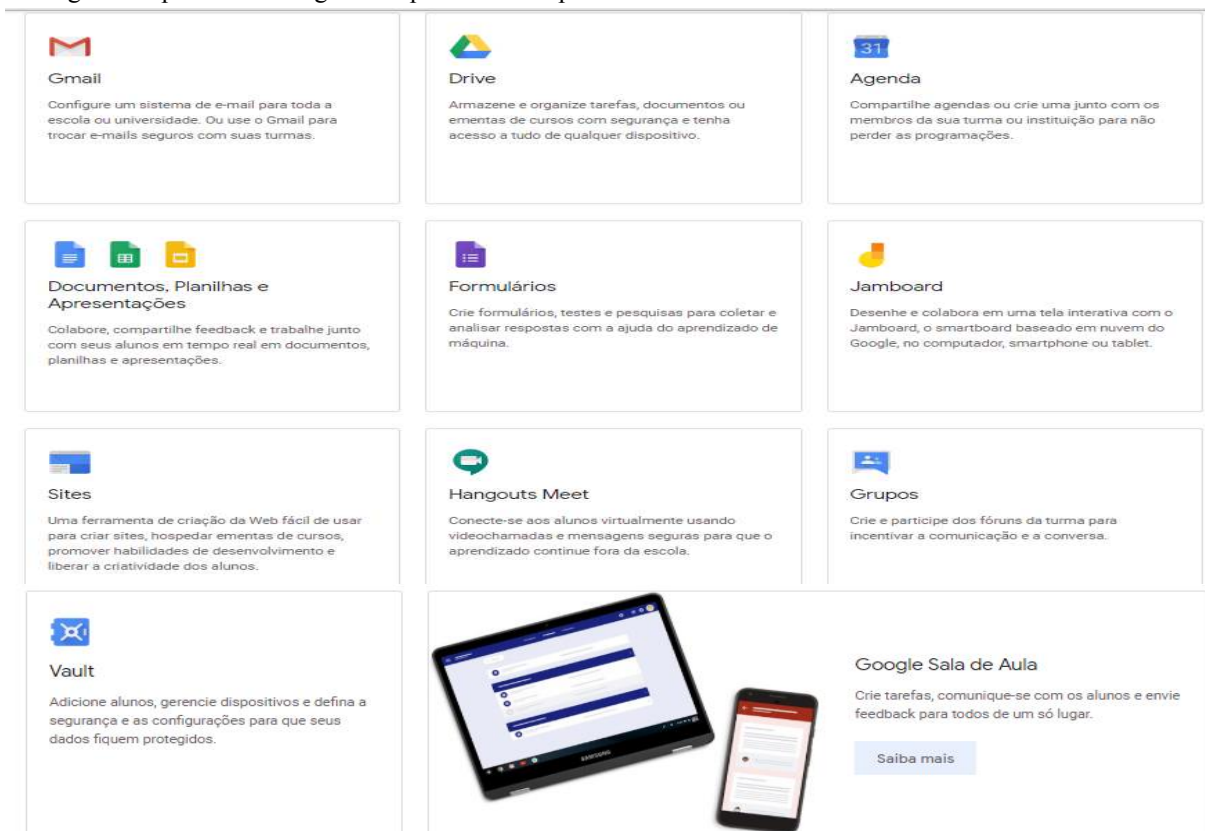 Gmail
Configure um sistema de e-mail para toda a
escola ou universidade. Ou use o Gmail para
trocar e-mails seguros com suas turmas.
Drive
Armazene e organize tarefas, documentos ou
ementas de cursos com segurança e tenha
acesso a tudo de qualquer dispositivo.
31
Agenda
Compartilhe agendas ou crie uma junto com os
membros da sua turma ou instituição para não
perder as programações.
Documentos, Planilhas e
Apresentações
Colabore, compartilhe feedback e trabalhe junto
com seus alunos em tempo real em documentos,
planilhas e apresentações.
Formulários
Crie formulários, testes e pesquisas para coletar e
analisar respostas com a ajuda do aprendizado de
máquina.
Jamboard
Desenhe e colabora em uma tela interativa com o
Jamboard, o smartboard baseado em nuvem do
Google, no computador, smartphone ou tablet.
Sites
Uma ferramenta de criação da Web fácil de usar
para criar sites, hospedar ementas de cursos,
promover habilidades de desenvolvimento e
liberar a criatividade dos alunos.
Hangouts Meet
Conecte-se aos alunos virtualmente usando
videochamadas e mensagens seguras para que o
aprendizado continue fora da escola.
Grupos
Crie e participe dos fóruns da turma para
incentivar a comunicação e a conversa.
Vault
Adicione alunos, gerencie dispositivos e defina a
segurança e as configurações para que seus
dados fiquem protegidos.
SAMSUNG
Google Sala de Aula
Crie tarefas, comunique-se com os alunos e envie
feedback para todos de um só lugar.
Saiba mais